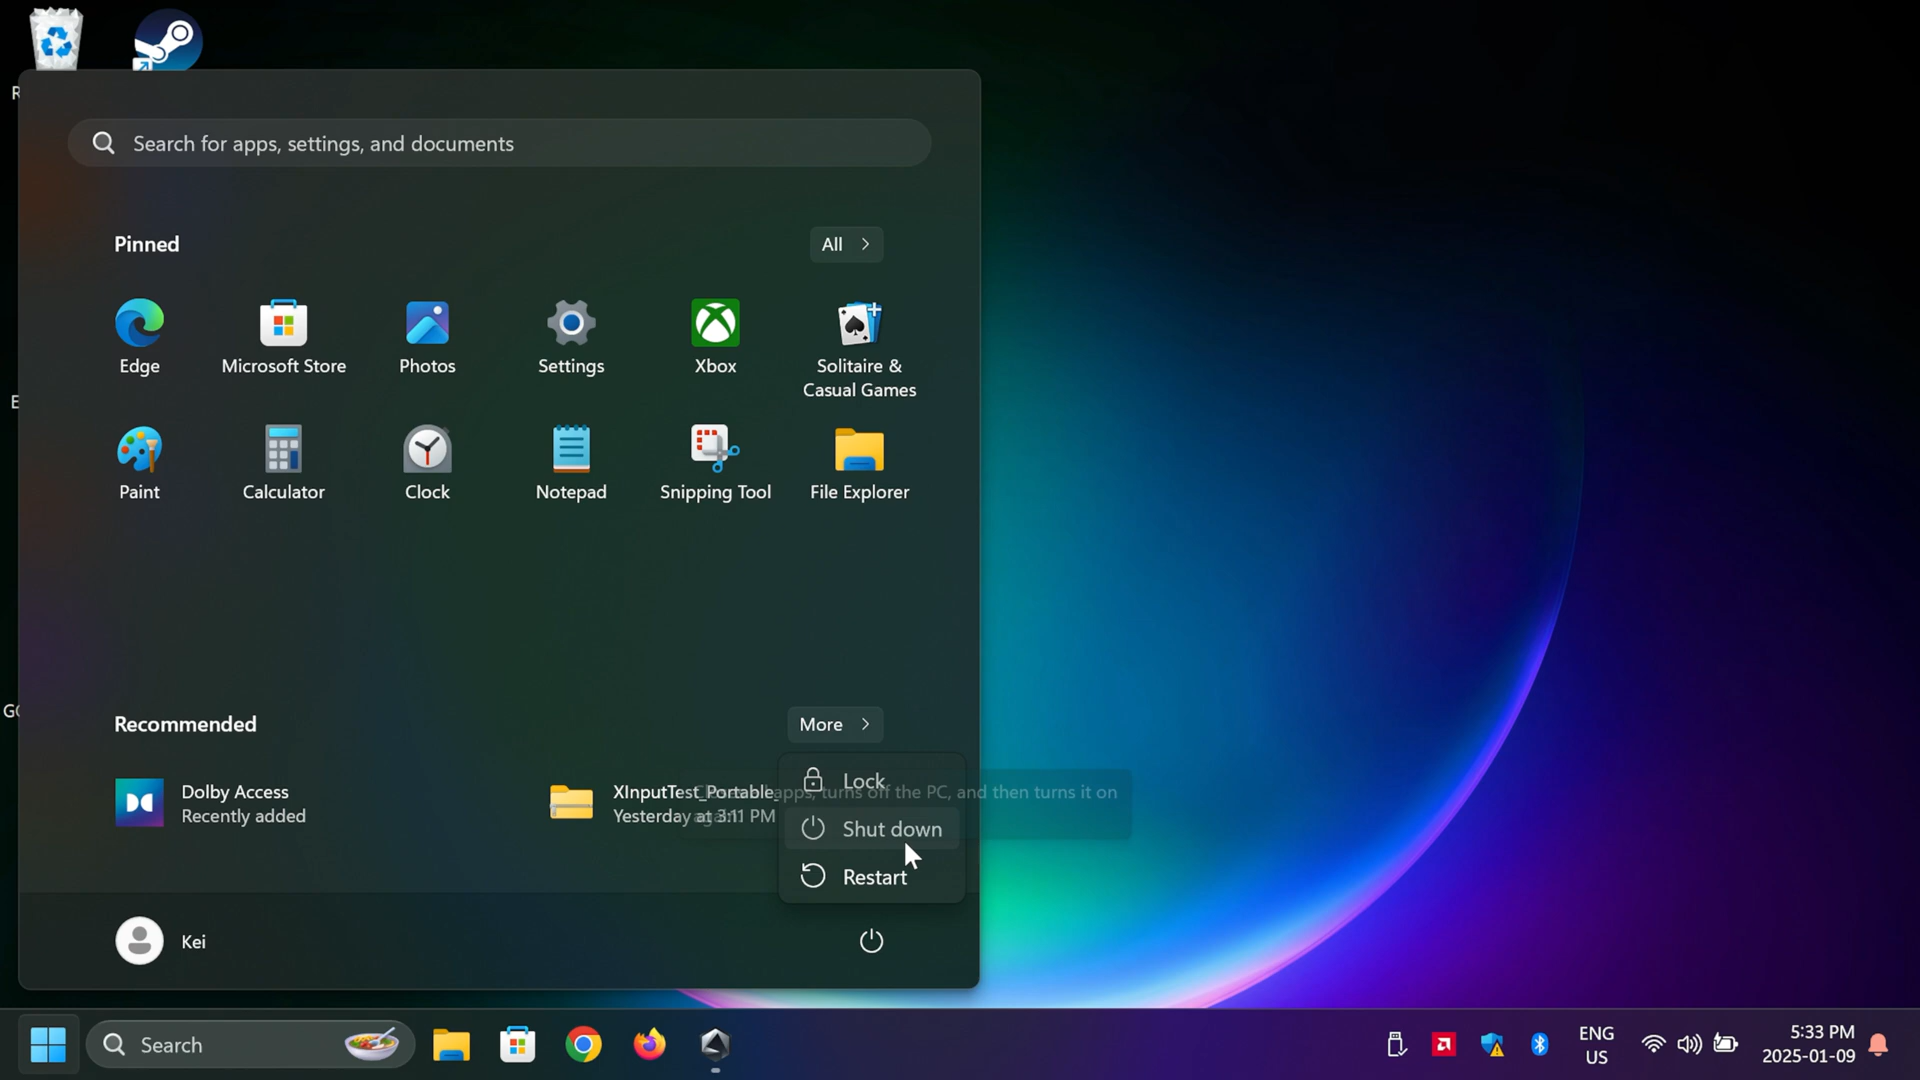 R
E
GO
Search for apps, settings, and documents
Pinned
All
Edge
Microsoft Store
Photos
Settings
Xbox
Solitaire &
Casual Games
Paint
Calculator
Clock
Notepad
Snipping Tool
File Explorer
Recommended
More
Dolby Access
Recently added
XInputTest_Portable_
Yesterday at 3:11 PM
Lock
apps, turns off the PC, and then turns it on
Shut down
Restart
Kei
Search
ENG
US
5:33 PM
2025-01-09